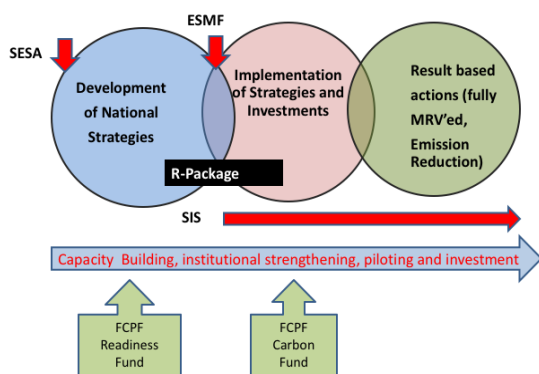 ESMF
SESA
Development
of National
Strategies
Implementation
of Strategies and
Investments
Result based
actions (fully
MRV'ed,
Emission
Reduction)
R-Package
SIS
Capacity Building, institutional strengthening, piloting and investment
FCPF
Readiness
Fund
FCPF
Carbon
Fund